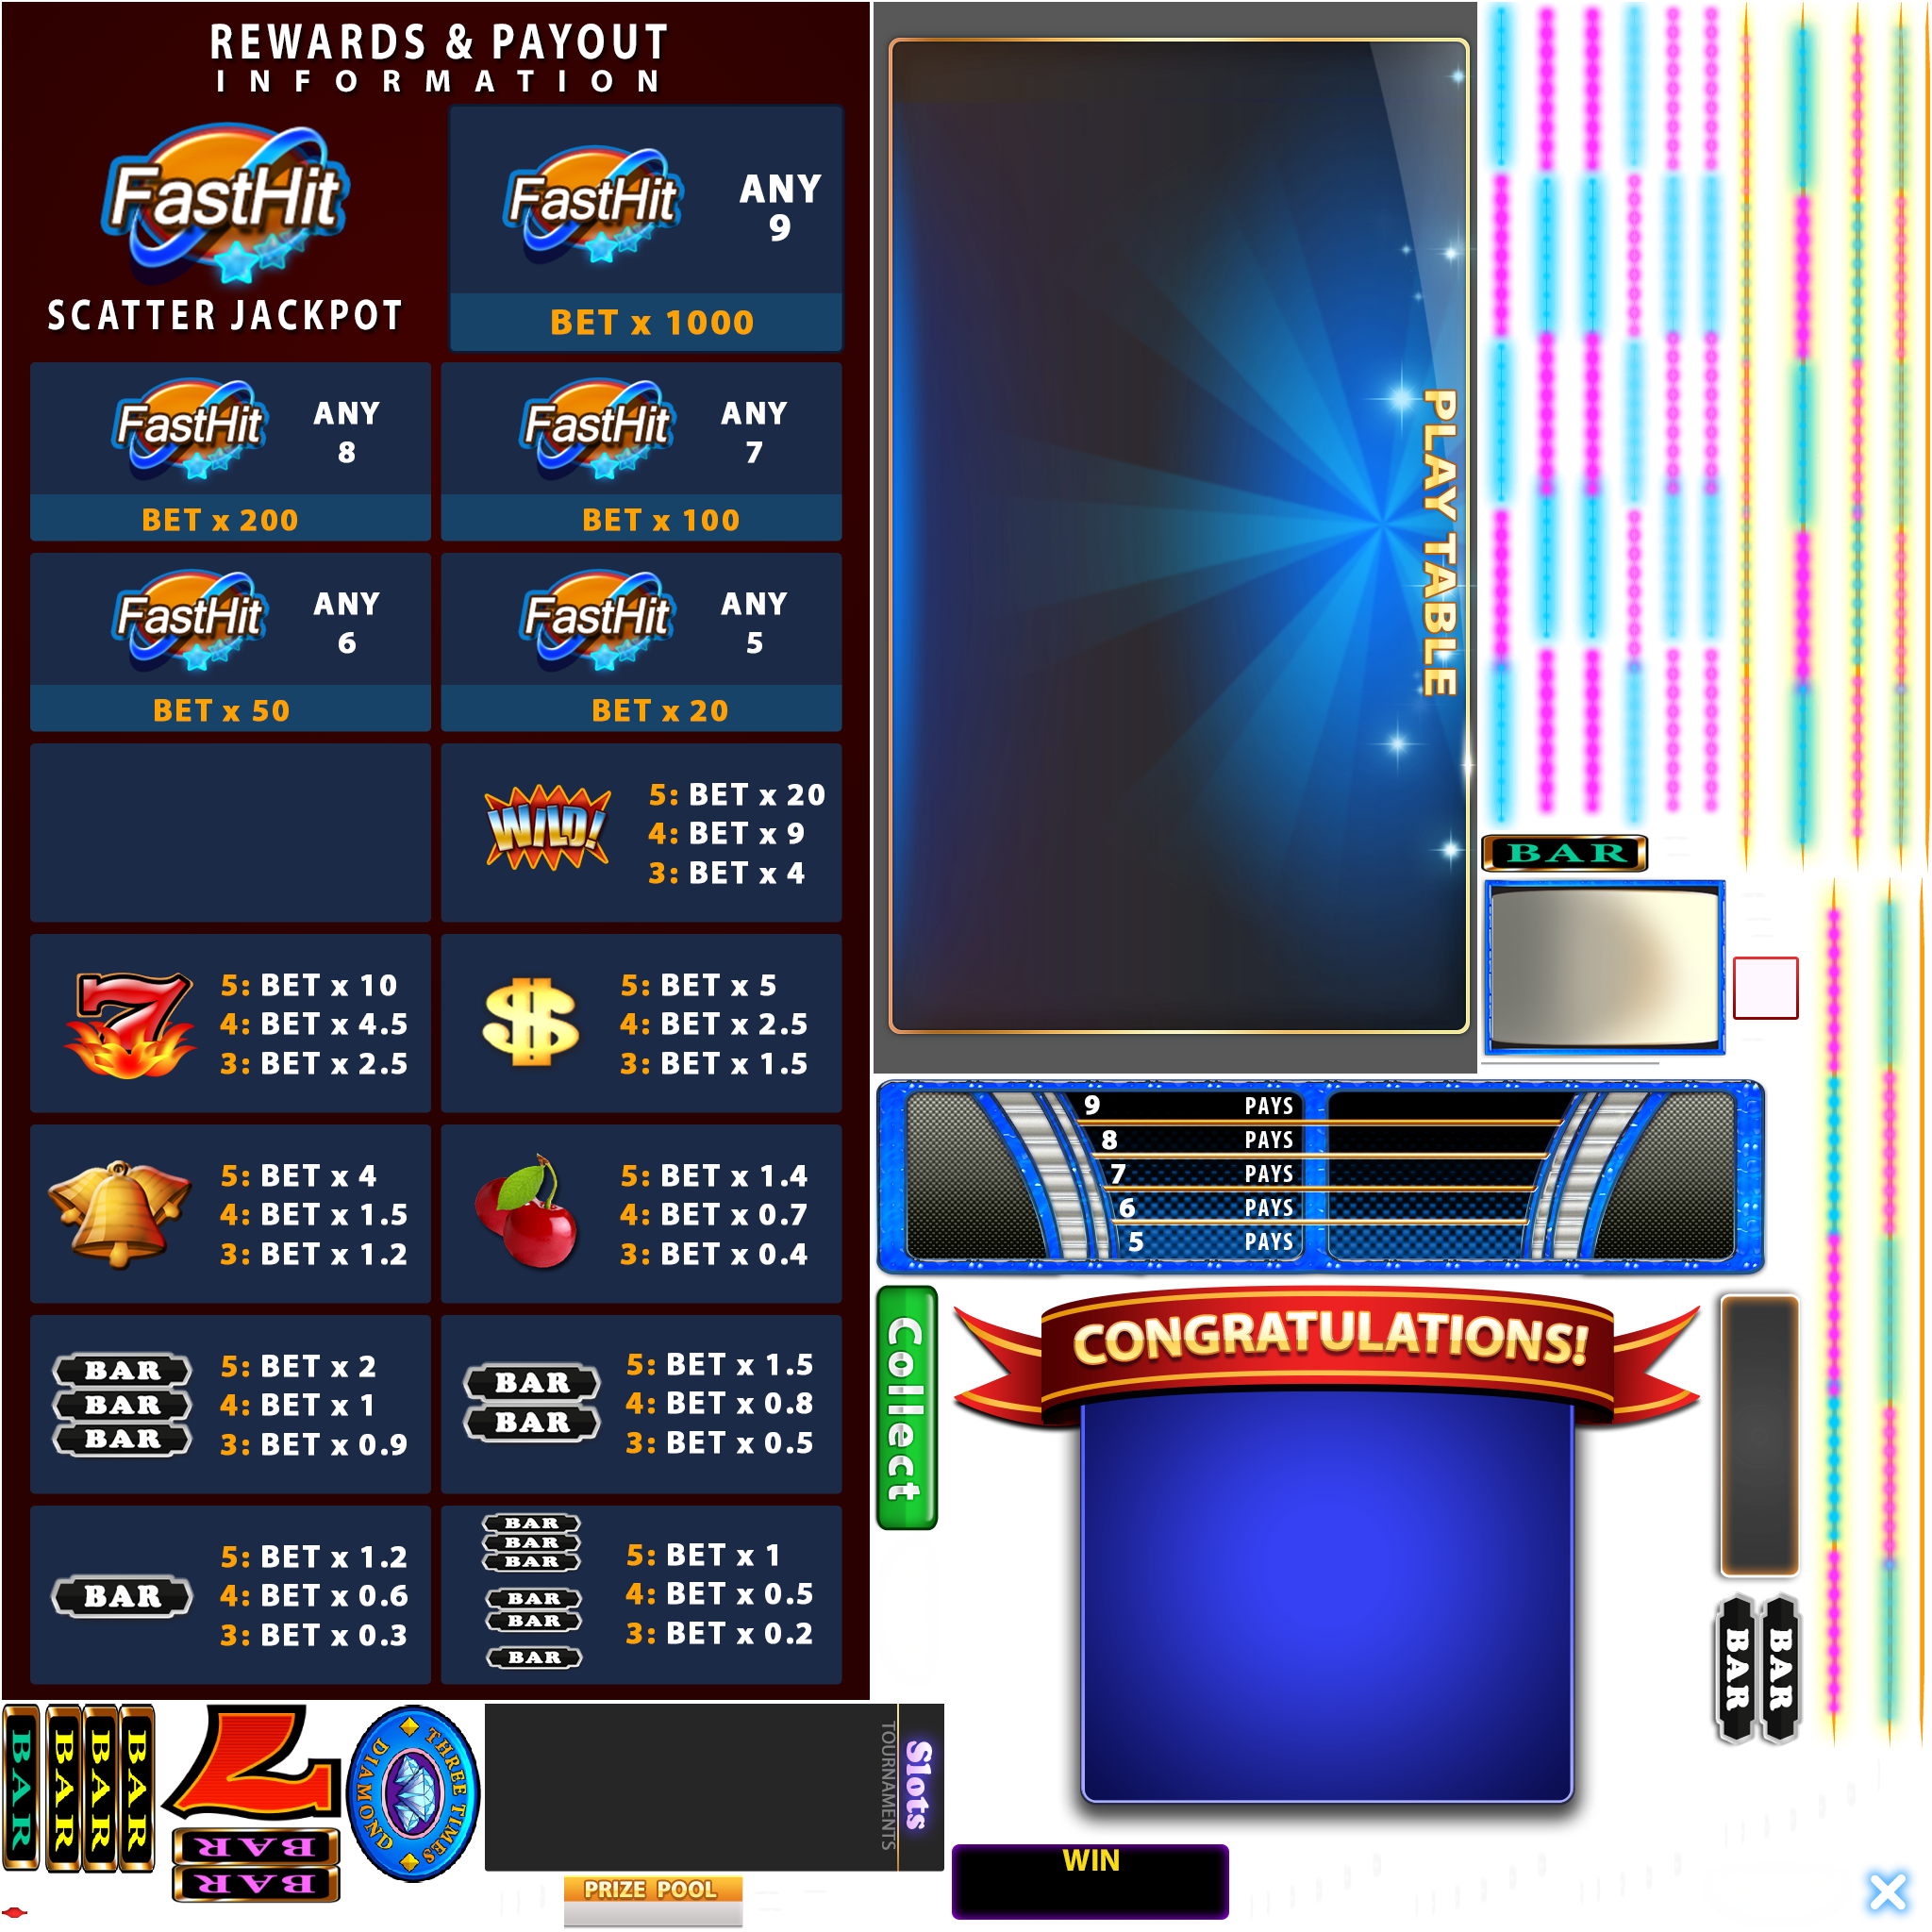 REWARDS & PAYOUT
INFORMATION
FastHit
SCATTER JACKPOT
FastHit
ANY
9
BET x 1000
FastHit
ANY
8
BET x 200
FastHit
ANY
7
BET x 100
FastHit
ANY
6
BET x 50
FastHit
ANY
5
BET x 20
WILD!
5: BET x 20
4: BET x 9
3: BET x 4
5: BET x 10
4: BET x 4.5
3: BET x 2.5
$
5: BET x 5
4: BET x 2.5
3: BET x 1.5
5: BET x 4
4: BET x 1.5
3: BET x 1.2
5: BET x 1.4
4: BET x 0.7
3: BET x 0.4
BAR
BAR
BAR
5: BET x 2
4: BET x 1
3: BET x 0.9
BAR
BAR
5: BET x 1.5
4: BET x 0.8
3: BET x 0.5
BAR
5: BET x 1.2
4: BET x 0.6
3: BET x 0.3
BAR
BAR
BAR
BAR
BAR
BAR
5: BET x 1
4: BET x 0.5
3: BET x 0.2
PLAY TABLE
BAR
9 PAYS
8 PAYS
7 PAYS
6 PAYS
5 PAYS
Collect
CONGRATULATIONS!
BAR
BAR
BAR
BAR
BAR
BAR
7
BAR
BAR
THREE TIMES
DIAMOND
Slots
TOURNAMENTS
PRIZE POOL
WIN